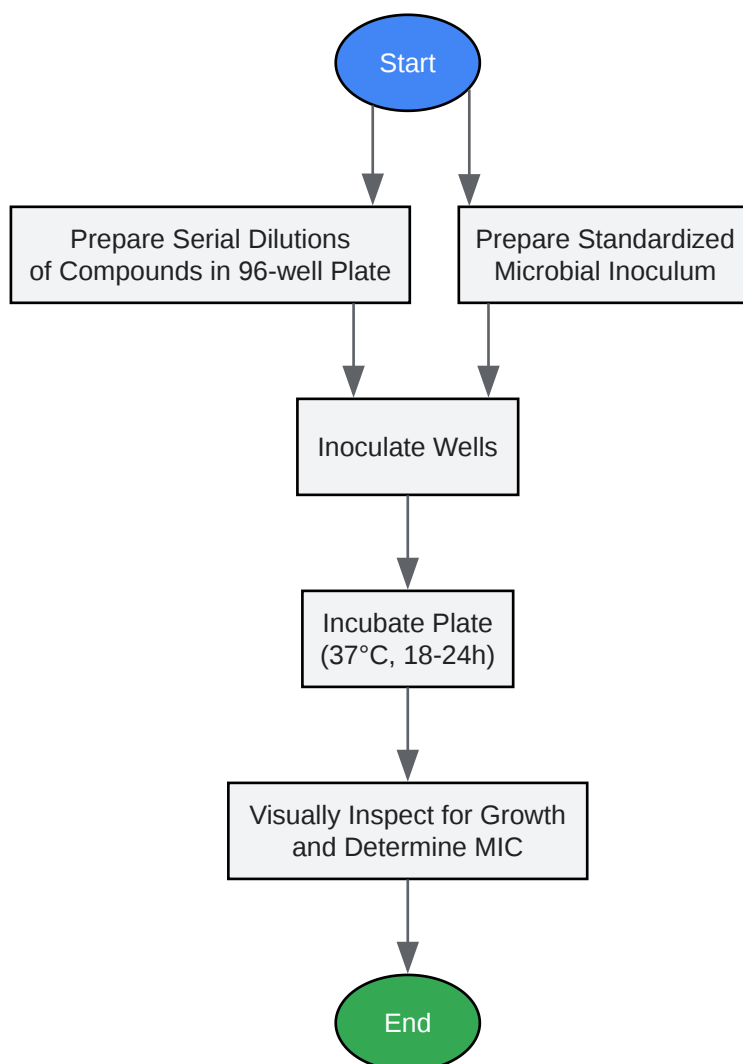 Start
Prepare Serial Dilutions
of Compounds in 96-well Plate
Prepare Standardized
Microbial Inoculum
Inoculate Wells
Incubate Plate
(37°C, 18-24h)
Visually Inspect for Growth
and Determine MIC
End